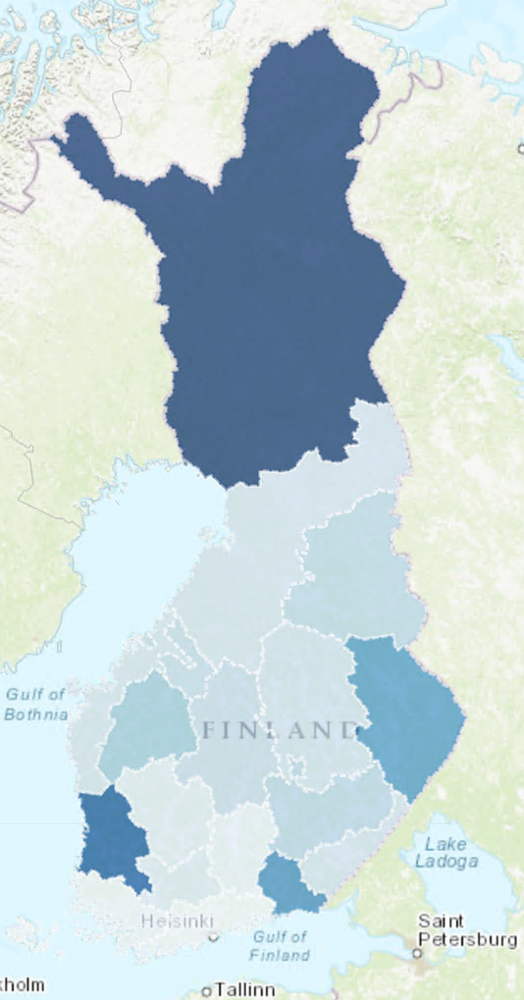 Gulf of
Bothnia
FINLAND
Lake
Ladoga
Helsinki
Gulf of
Finland
Saint
Petersburg
kholm
Tallinn